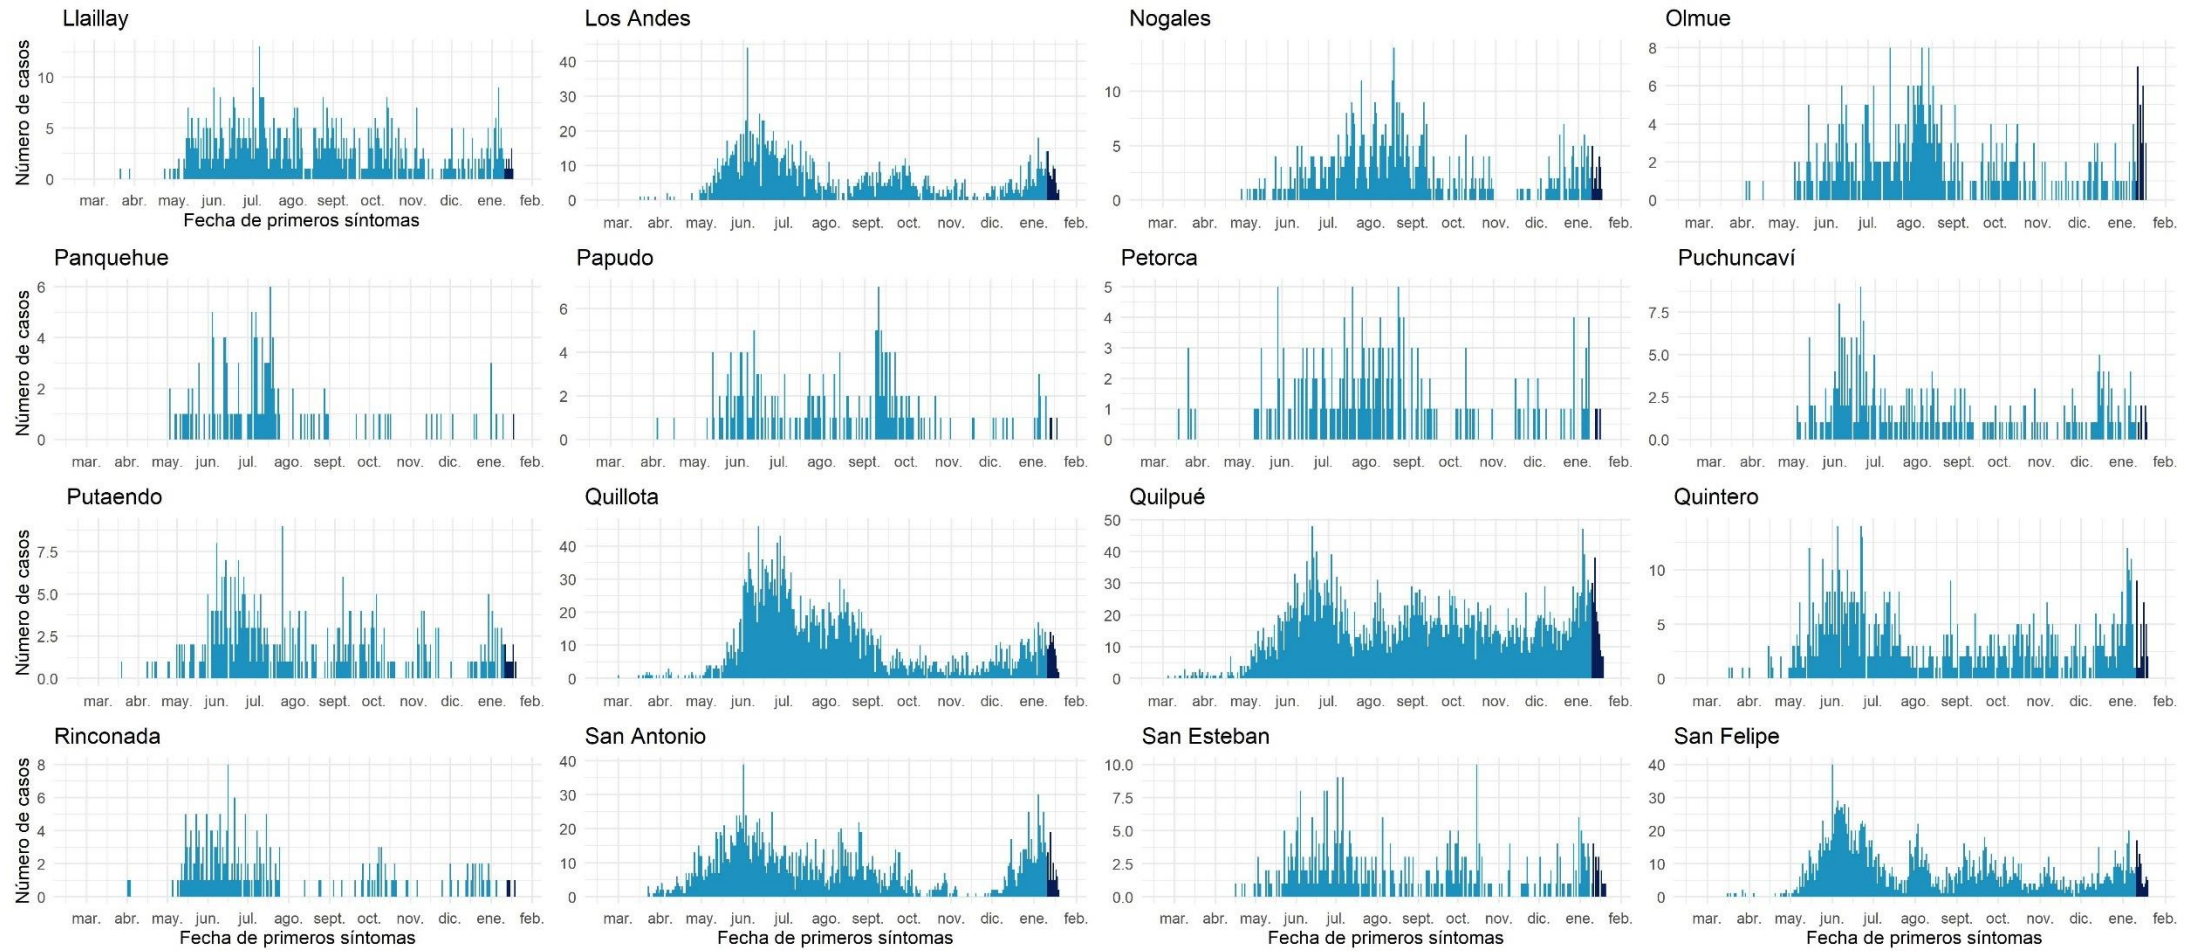 Llaillay
Los Andes
Nogales
Olmue
Número de casos
10
5
0
40
30
20
10
0
10
5
0
8
6
4
2
0
mar. abr. may. jun. jul. ago. sept. oct. nov. dic. ene. feb.
mar. abr. may. jun. jul. ago. sept. oct. nov. dic. ene. feb.
mar. abr. may. jun. jul. ago. sept. oct. nov. dic. ene. feb.
mar. abr. may. jun. jul. ago. sept. oct. nov. dic. ene. feb.
Fecha de primeros síntomas
Panquehue
Papudo
Petorca
Puchuncaví
Número de casos
6
4
2
0
6
4
2
0
5
4
3
2
1
0
7.5
5.0
2.5
0.0
mar. abr. may. jun. jul. ago. sept. oct. nov. dic. ene. feb.
mar. abr. may. jun. jul. ago. sept. oct. nov. dic. ene. feb.
mar. abr. may. jun. jul. ago. sept. oct. nov. dic. ene. feb.
mar. abr. may. jun. jul. ago. sept. oct. nov. dic. ene. feb.
Putaendo
Quillota
Quilpué
Quintero
Número de casos
7.5
5.0
2.5
0.0
40
30
20
10
0
50
40
30
20
10
0
10
5
0
mar. abr. may. jun. jul. ago. sept. oct. nov. dic. ene. feb.
mar. abr. may. jun. jul. ago. sept. oct. nov. dic. ene. feb.
mar. abr. may. jun. jul. ago. sept. oct. nov. dic. ene. feb.
mar. abr. may. jun. jul. ago. sept. oct. nov. dic. ene. feb.
Rinconada
San Antonio
San Esteban
San Felipe
Número de casos
8
6
4
2
0
40
30
20
10
0
10.0
7.5
5.0
2.5
0.0
40
30
20
10
0
mar. abr. may. jun. jul. ago. sept. oct. nov. dic. ene. feb.
mar. abr. may. jun. jul. ago. sept. oct. nov. dic. ene. feb.
mar. abr. may. jun. jul. ago. sept. oct. nov. dic. ene. feb.
mar. abr. may. jun. jul. ago. sept. oct. nov. dic. ene. feb.
Fecha de primeros síntomas
Fecha de primeros síntomas
Fecha de primeros síntomas
Fecha de primeros síntomas